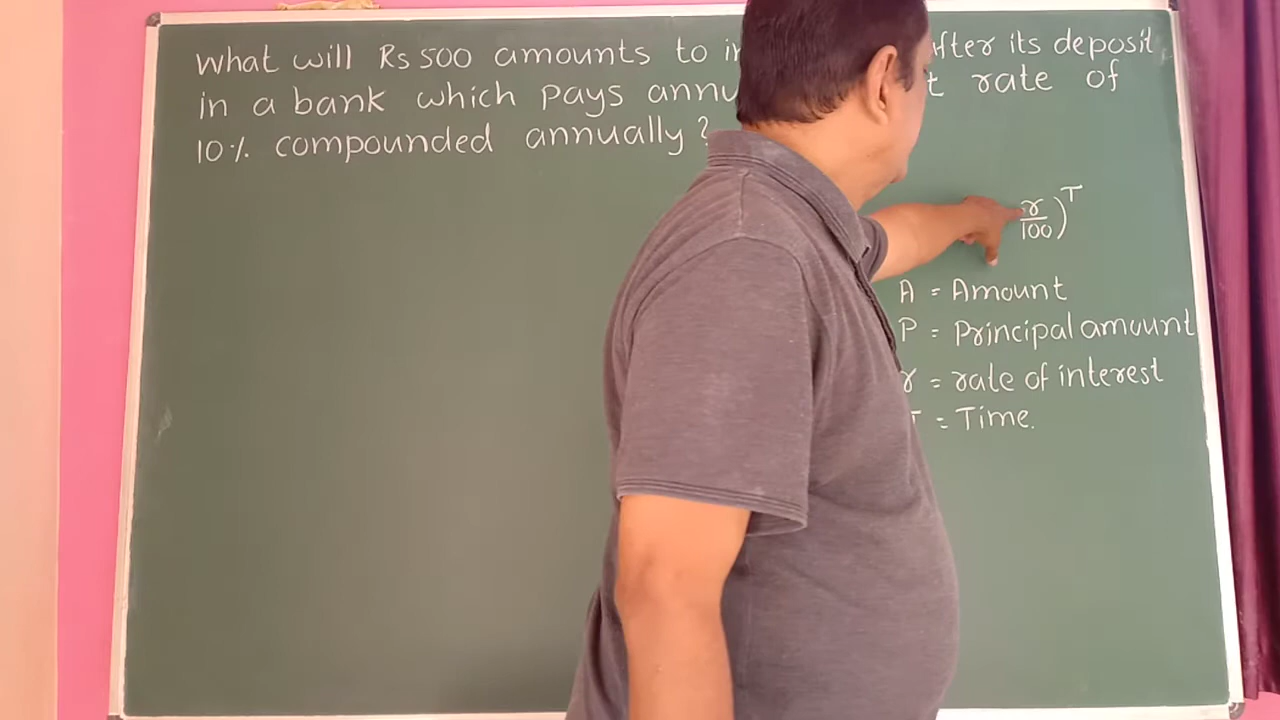 What will Rs 500 amounts to in after its deposit
in a bank which pays rate of
10% compounded annually ?
r/100 )^T
A = Amount
P = Principal amount
r = rate of interest
T = Time.